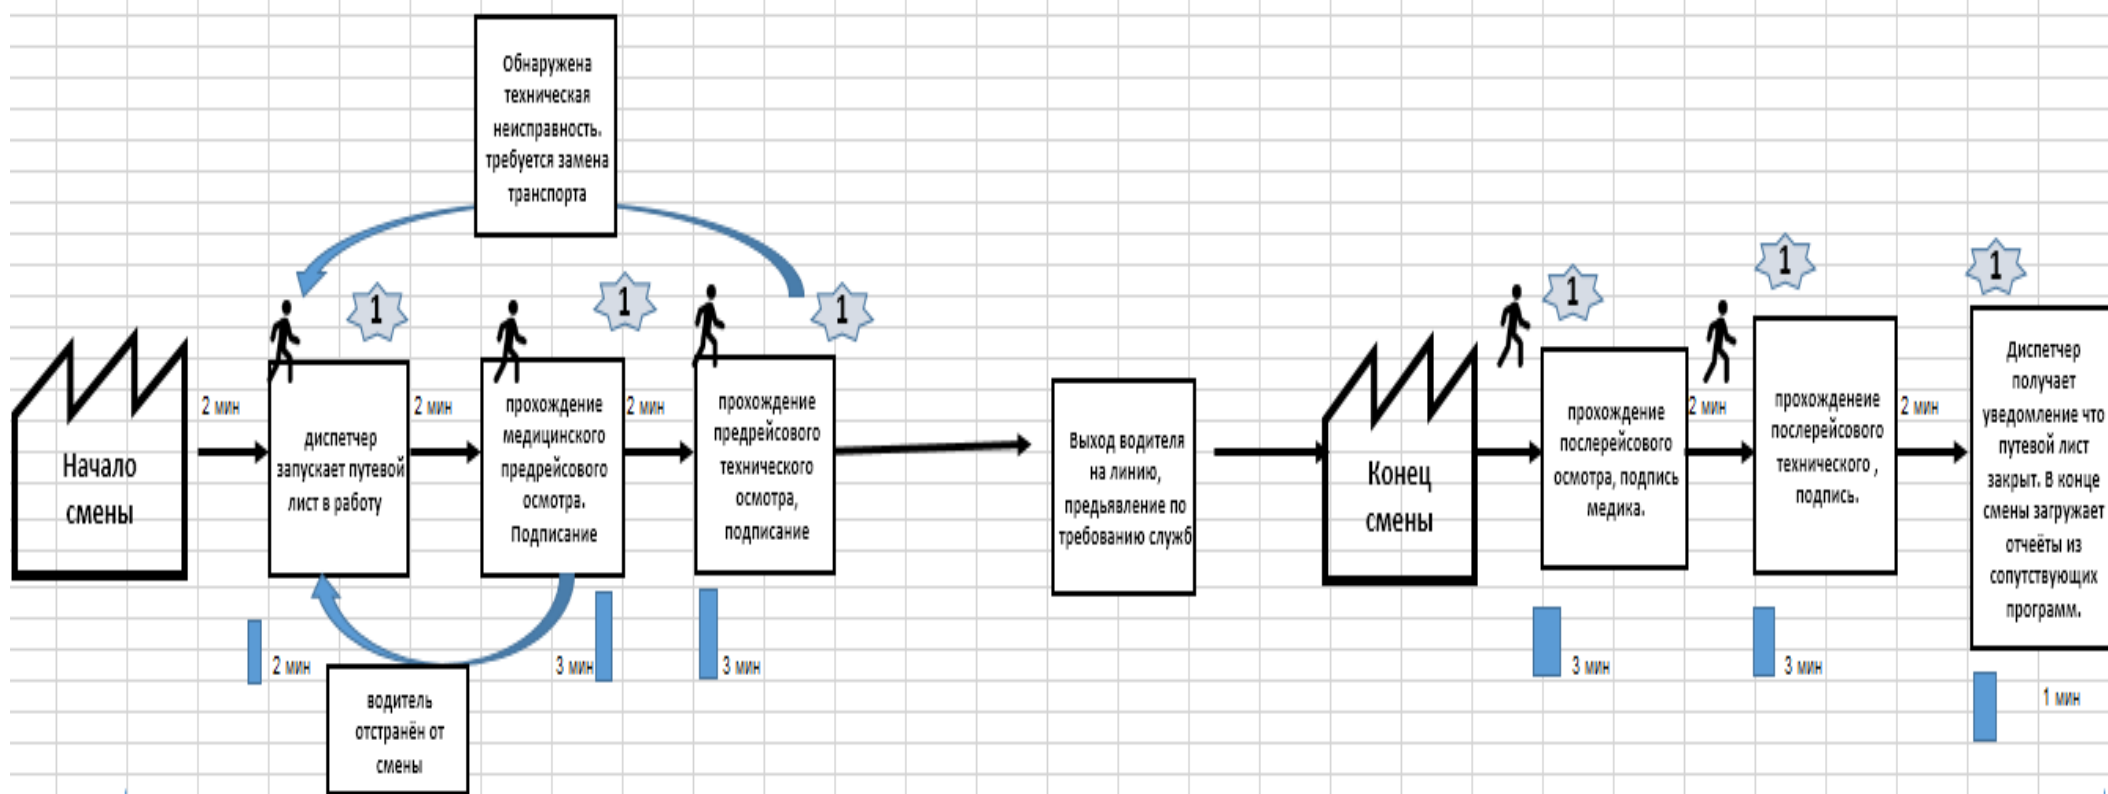 Обнаружена
техническая
неисправность.
требуется замена
транспорта
1
1
1
1
1
1
Начало
смены
2 мин
диспетчер
запускает путевой
лист в работу
2 мин
прохождение
медицинского
предрейсового
осмотра.
Подписание
2 мин
прохождение
предрейсового
технического
осмотра,
подписание
Выход водителя
на линию,
предьявление по
требованию служб
Конец
смены
прохождение
послерейсового
осмотра, подпись
медика.
2 мин
прохожденеие
послерейсового
технического ,
подпись.
2 мин
Диспетчер
получает
уведомление что
путевой лист
закрыт. В конце
смены загружает
отчеёты из
сопутствующих
программ.
2 мин
3 мин
3 мин
3 мин
3 мин
1 мин
водитель
отстранён от
смены